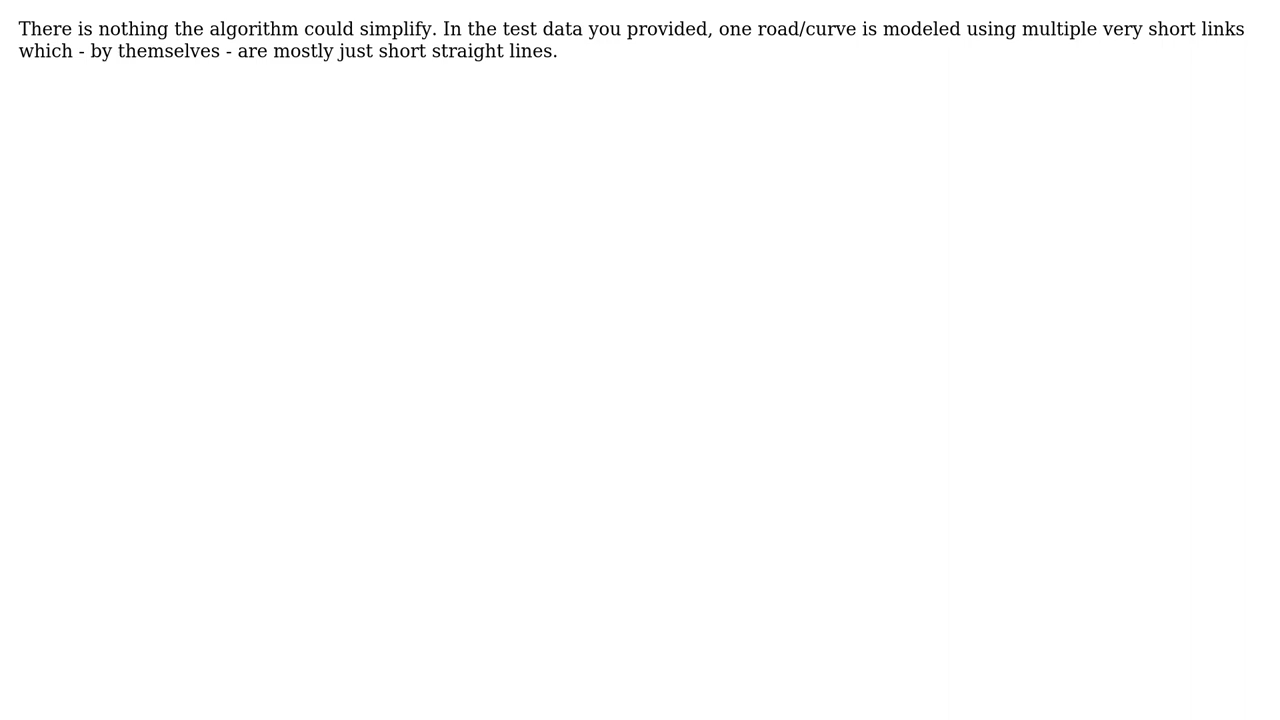 There is nothing the algorithm could simplify. In the test data you provided, one road/curve is modeled using multiple very short links
which - by themselves - are mostly just short straight lines.